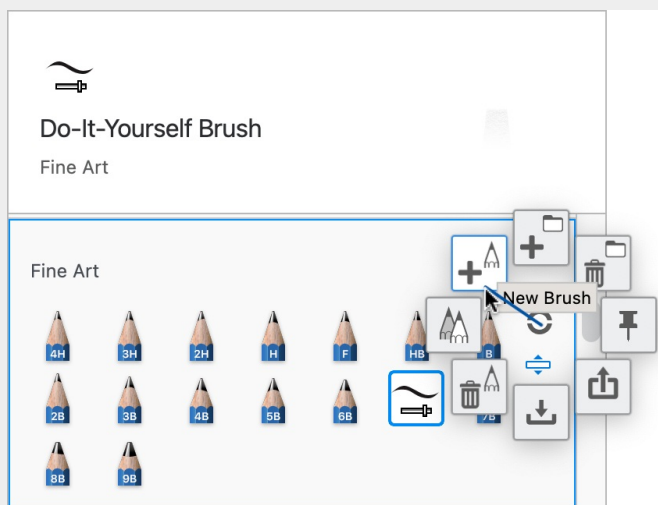 Do-It-Yourself Brush
Fine Art
Fine Art
New Brush
4H 3H 2H H F HB B
2B 3B 4B 5B 6B 7B
8B 9B